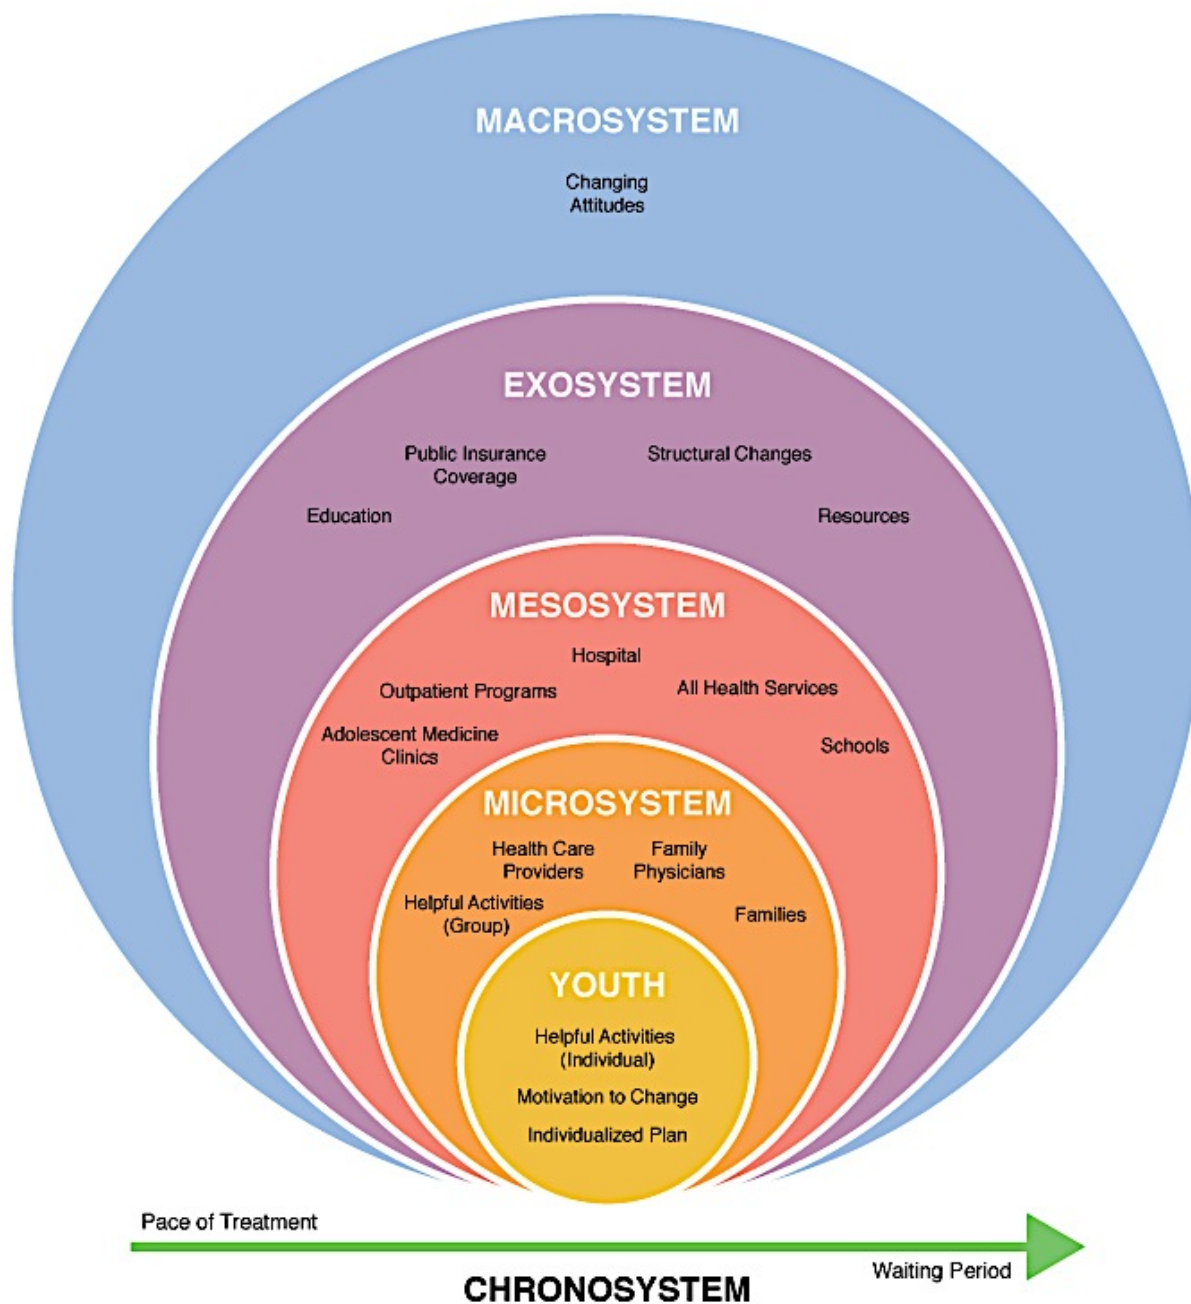 MACROSYSTEM
Changing
Attitudes
EXOSYSTEM
Public Insurance
Coverage
Structural Changes
Education
Resources
MESOSYSTEM
Hospital
Outpatient Programs
All Health Services
Adolescent Medicine
Clinics
Schools
MICROSYSTEM
Health Care
Providers
Family
Physicians
Helpful Activities
(Group)
Families
YOUTH
Helpful Activities
(Individual)
Motivation to Change
Individualized Plan
Pace of Treatment
Waiting Period
CHRONOSYSTEM